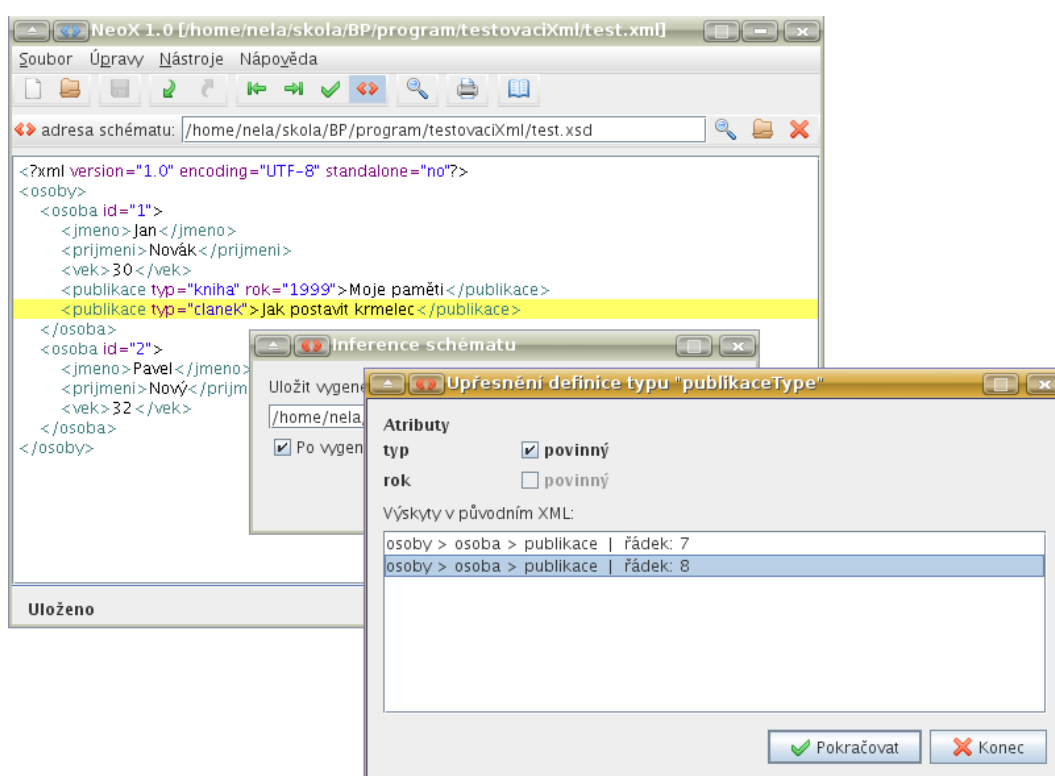 NeoX 1.0 [/home/nela/skola/BP/program/testovaciXml/test.xml]
Soubor Úpravy Nástroje Nápověda
adresa schématu: /home/nela/skola/BP/program/testovaciXml/test.xsd
<?xml version="1.0" encoding="UTF-8" standalone="no"?>
<osoby>
<osoba id="1">
<jmeno>Jan</jmeno>
<prijmeni>Novák</prijmeni>
<vek>30</vek>
<publikace typ="kniha" rok="1999">Moje paměti</publikace>
<publikace typ="clanek">Jak postavit krmelec</publikace>
</osoba>
<osoba id="2">
<jmeno>Pavel</jmeno>
<prijmeni>Nový</prijm
<vek>32</vek>
</osoba>
</osoby>
Uloženo
Inference schématu
Uložit vygene
/home/nela,
Po vygen
Upřesnění definice typu "publikaceType"
Atributy
typ povinný
rok povinný
Výskyty v původním XML:
osoby > osoba > publikace | řádek: 7
osoby > osoba > publikace | řádek: 8
Pokračovat Konec